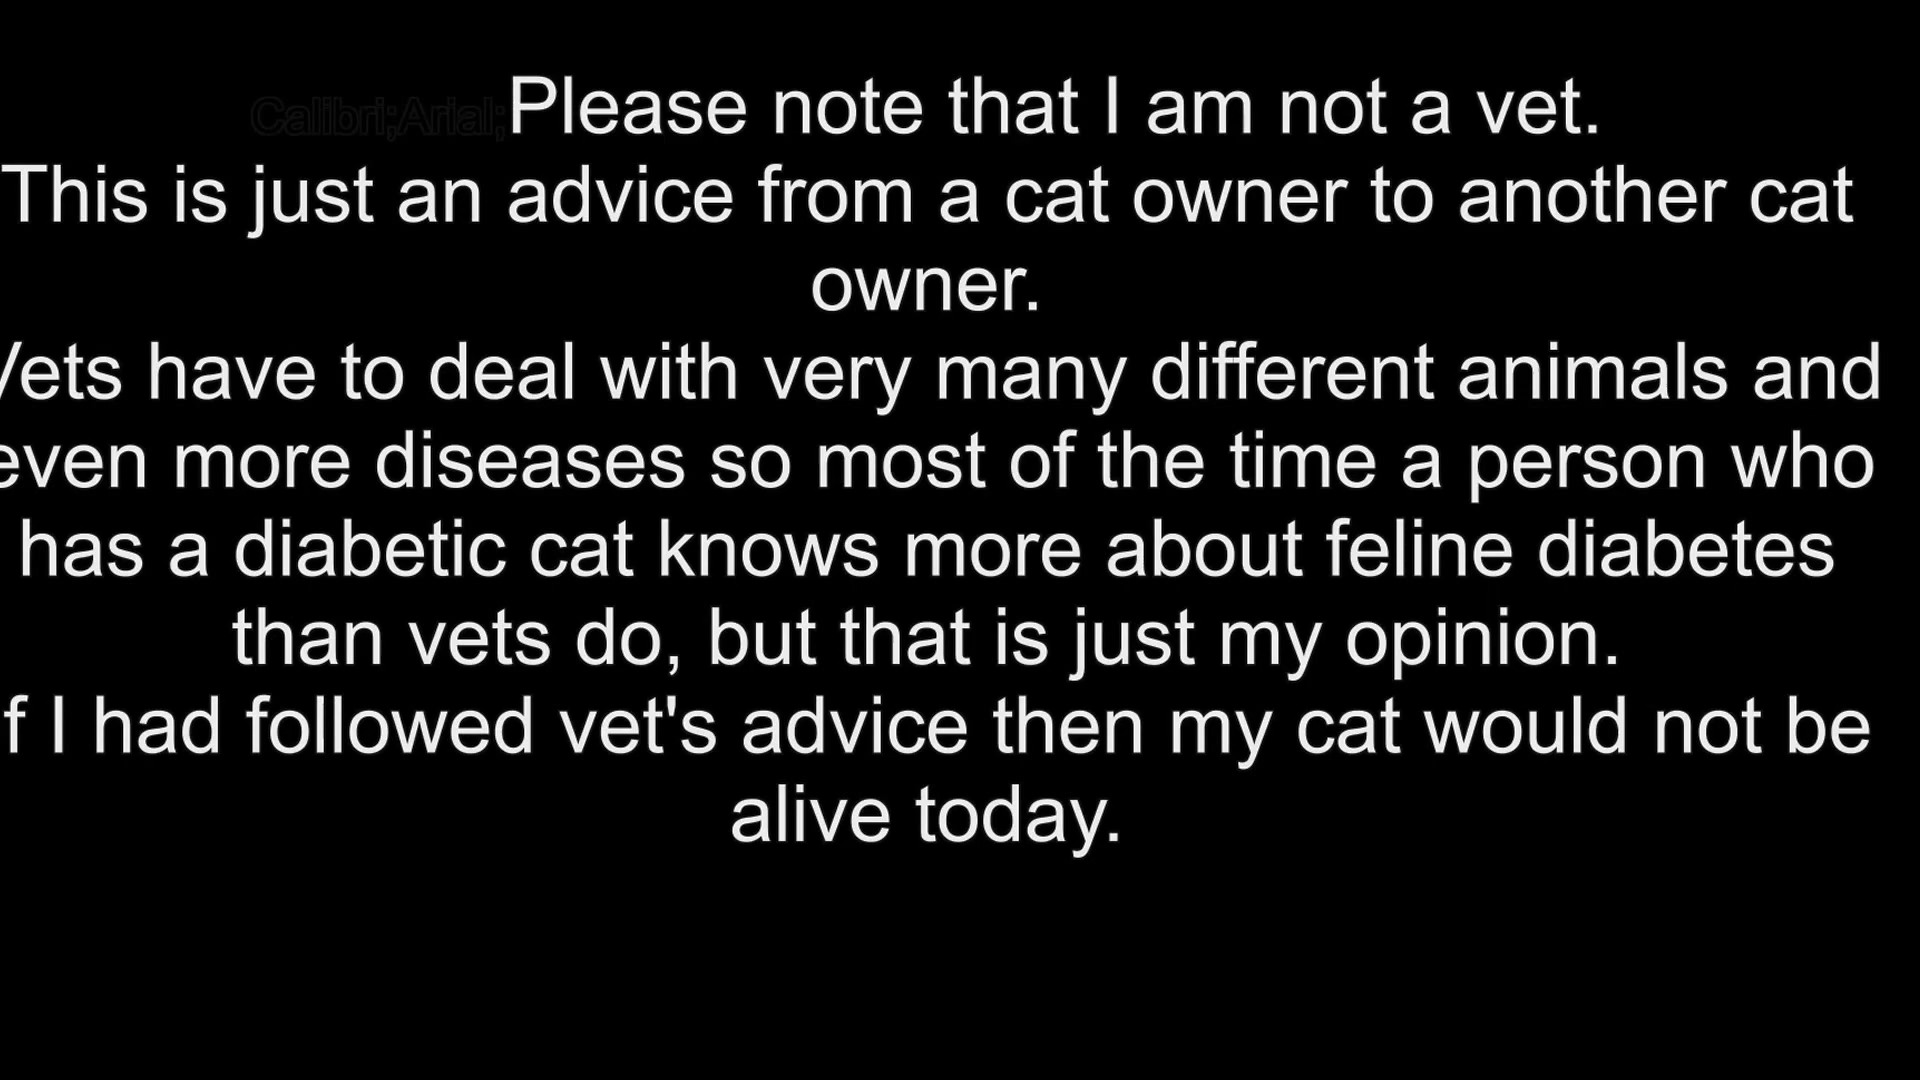 Calibri;Arial;Please note that I am not a vet.
This is just an advice from a cat owner to another cat
owner.
Vets have to deal with very many different animals and
even more diseases so most of the time a person who
has a diabetic cat knows more about feline diabetes
than vets do, but that is just my opinion.
f I had followed vet's advice then my cat would not be
alive today.